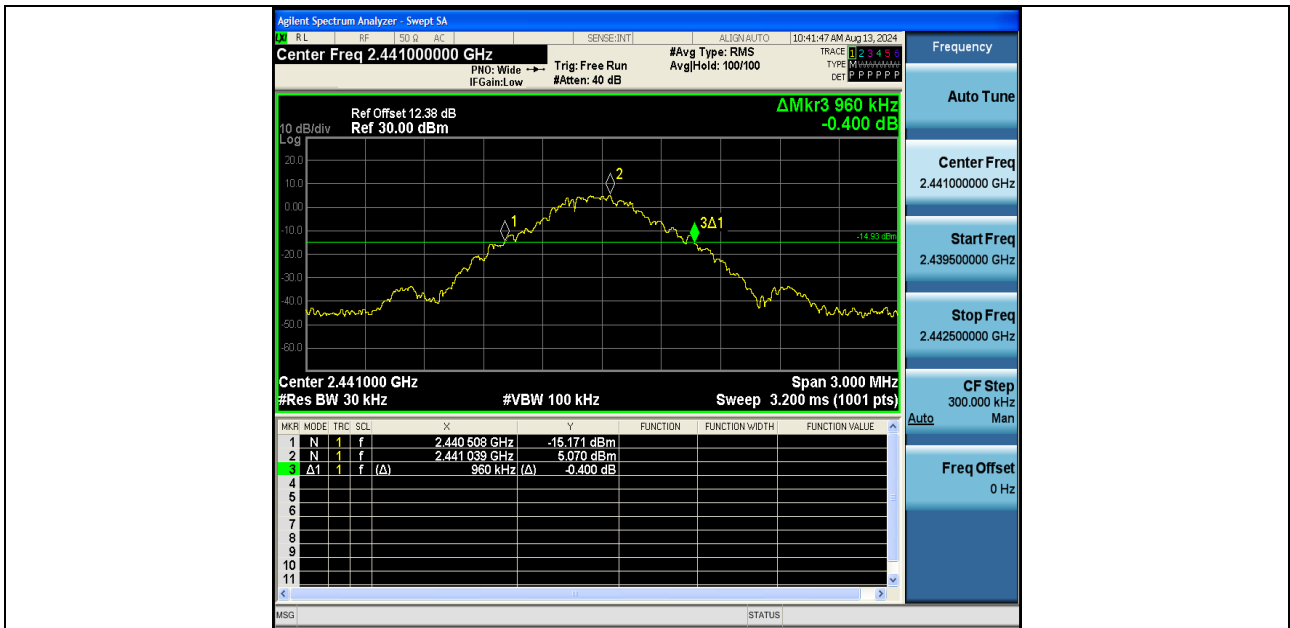 Agilent Spectrum Analyzer - Swept SA
RL RF 50 Ω AC SENSE:INT ALIGN AUTO 10:41:47 AM Aug 13, 2024
Center Freq 2.441000000 GHz
PNO: Wide
IFGain:Low
Trig: Free Run
#Atten: 40 dB
#Avg Type: RMS
Avg|Hold: 100/100
TRACE 1 2 3 4 5 6
TYPE M
DET P P P P P P
Frequency
Auto Tune
Center Freq
2.441000000 GHz
Start Freq
2.439500000 GHz
Stop Freq
2.442500000 GHz
CF Step
300.000 kHz
Auto Man
Freq Offset
0 Hz
ΔMkr3 960 kHz
-0.400 dB
Ref Offset 12.38 dB
10 dB/div Ref 30.00 dBm
Log
20.0
10.0
0.00
-10.0
-20.0
-30.0
-40.0
-50.0
-60.0
1
2
3Δ1
-14.93 dBm
Center 2.441000 GHz Span 3.000 MHz
#Res BW 30 kHz #VBW 100 kHz Sweep 3.200 ms (1001 pts)
MKR MODE TRC SCL X Y FUNCTION FUNCTION WIDTH FUNCTION VALUE
1 N 1 f 2.440 508 GHz -15.171 dBm
2 N 1 f 2.441 039 GHz 5.070 dBm
3 Δ1 1 f (Δ) 960 kHz (Δ) -0.400 dB
4
5
6
7
8
9
10
11
MSG STATUS